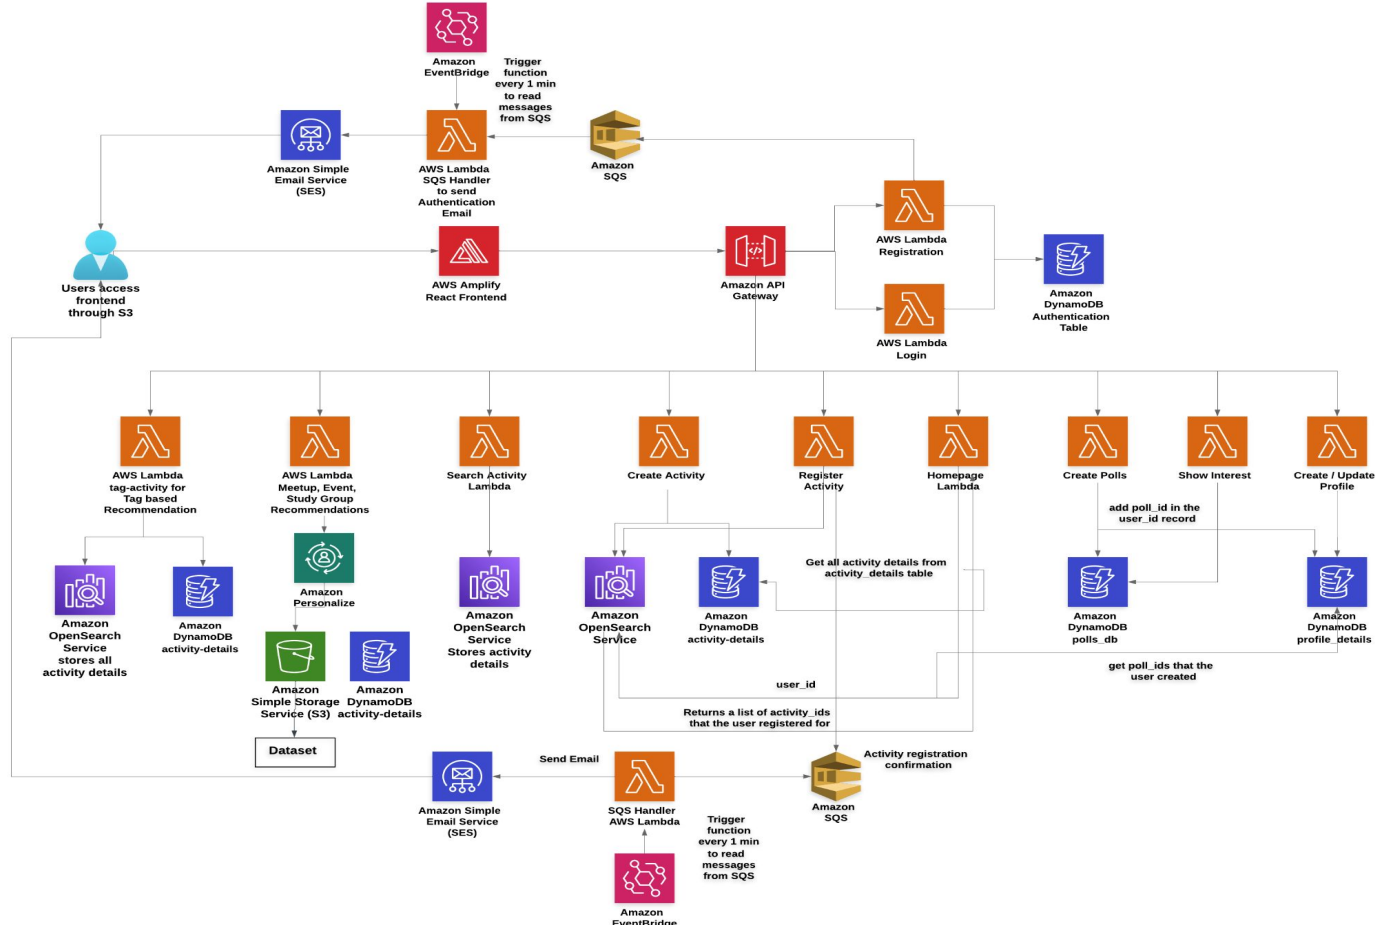 Amazon
EventBridge
Trigger
function
every 1 min
to read
messages
from SQS
Amazon Simple
Email Service
(SES)
AWS Lambda
SQS Handler
to send
Authentication
Email
Amazon
SQS
AWS Lambda
Registration
Users access
frontend
through S3
AWS Amplify
React Frontend
Amazon API
Gateway
Amazon
DynamoDB
Authentication
Table
AWS Lambda
Login
AWS Lambda
tag-activity for
Tag based
Recommendation
AWS Lambda
Meetup, Event,
Study Group
Recommendations
Search Activity
Lambda
Create Activity
Register
Activity
Homepage
Lambda
Create Polls
Show Interest
Create / Update
Profile
add poll_id in the
user_id record
Get all activity details from
activity_details table
Amazon
OpenSearch
Service
stores all
activity details
Amazon
DynamoDB
activity-details
Amazon
Personalize
Amazon
OpenSearch
Service
Stores activity
details
Amazon
OpenSearch
Service
Amazon
DynamoDB
activity-details
Amazon
DynamoDB
polls_db
Amazon
DynamoDB
profile_details
get poll_ids that the
user created
Amazon
Simple Storage
Service (S3)
Amazon
DynamoDB
activity-details
user_id
Returns a list of activity_ids
that the user registered for
Dataset
Send Email
Activity registration
confirmation
Amazon Simple
Email Service
(SES)
SQS Handler
AWS Lambda
Amazon
SQS
Trigger
function
every 1 min
to read
messages
from SQS
Amazon
EventBridge